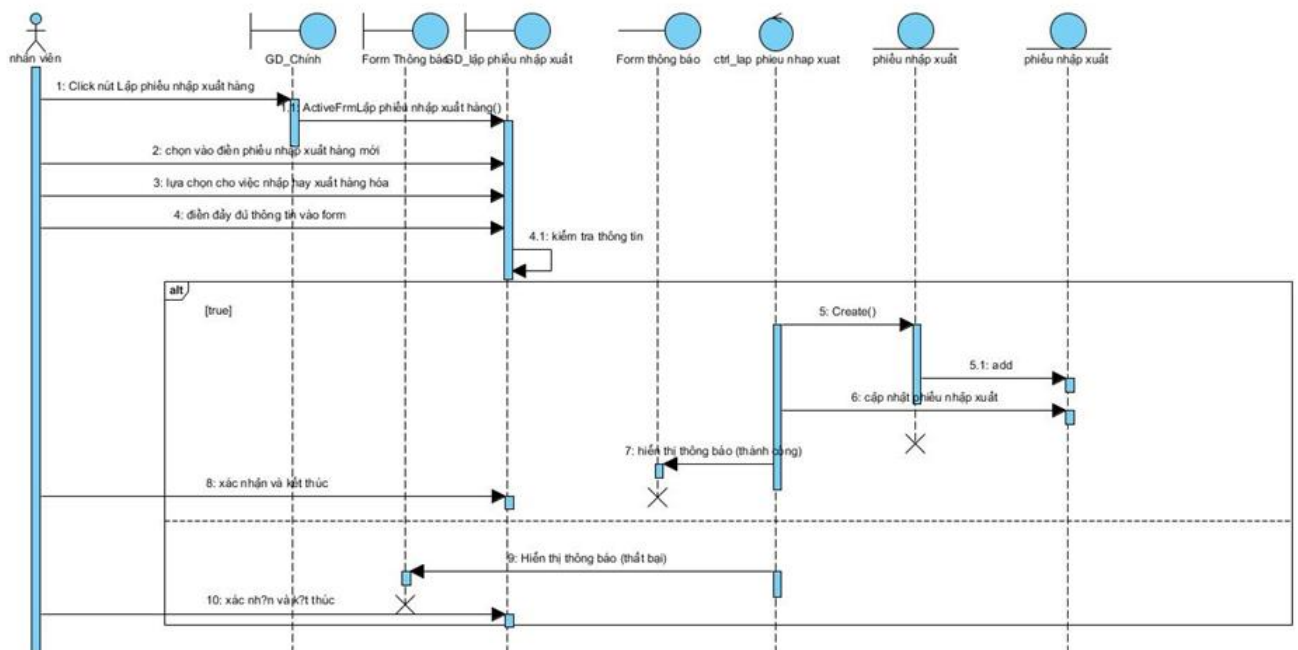 nhân viên
GD_Chính
Form Thông báo
GD_lập phiếu nhập xuất
Form thông báo
ctrl_lap phieu nhap xuat
phiếu nhập xuất
phiếu nhập xuất
1: Click nút Lập phiếu nhập xuất hàng
1.1: ActiveFrmLập phiếu nhập xuất hàng()
2: chọn vào điền phiếu nhập xuất hàng mới
3: lựa chọn cho việc nhập hay xuất hàng hóa
4: điền đầy đủ thông tin vào form
4.1: kiểm tra thông tin
alt
[true]
5: Create()
5.1: add
6: cập nhật phiếu nhập xuất
7: hiển thị thông báo (thành công)
8: xác nhận và kết thúc
9: Hiển thị thông báo (thất bại)
10: xác nh?n và k?t thúc